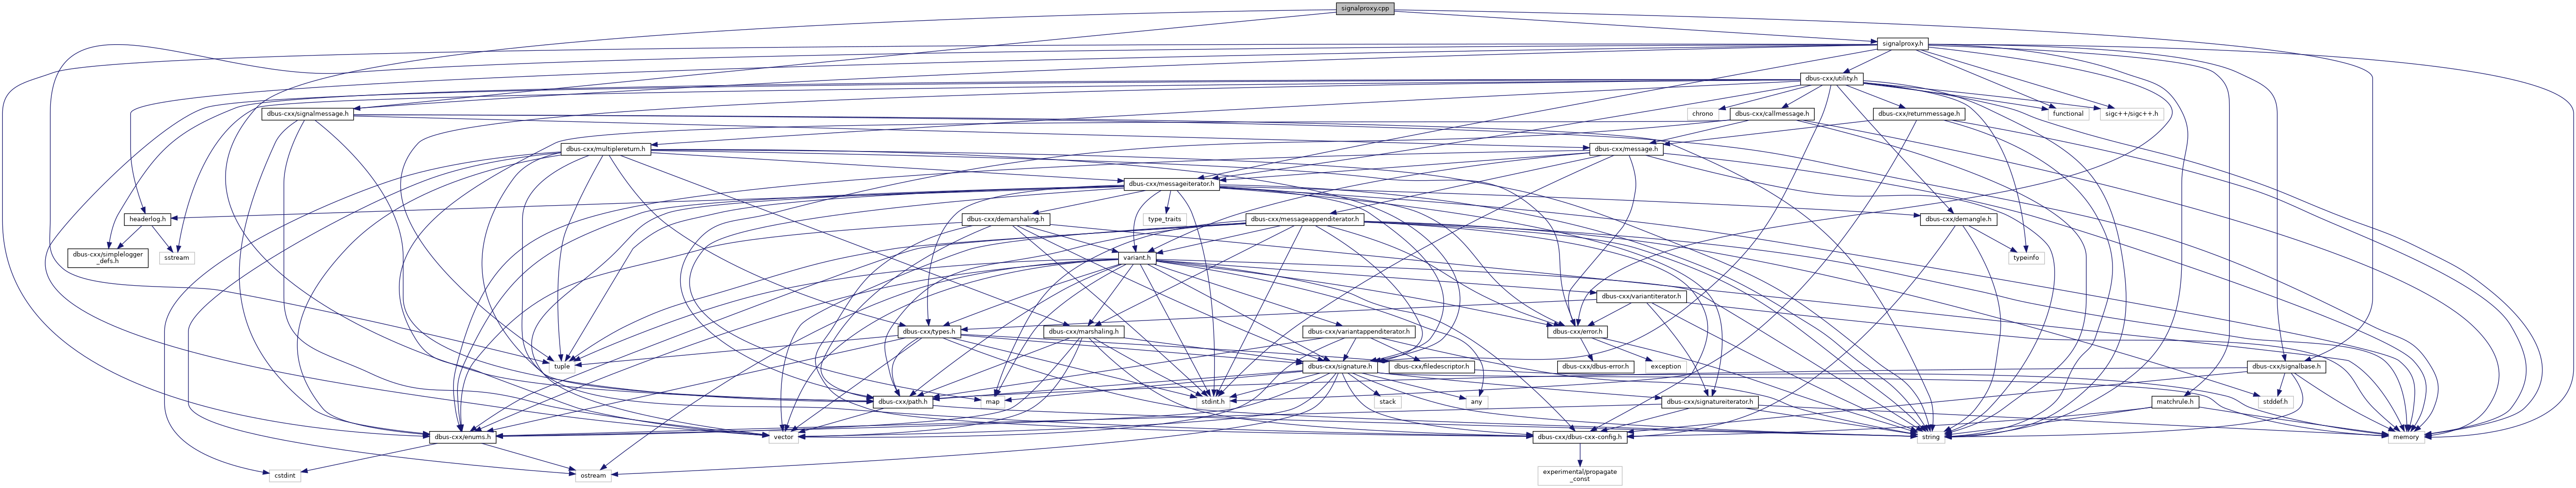 signalproxy.cpp
signalproxy.h
dbus-cxx/utility.h
dbus-cxx/signalmessage.h
chrono
dbus-cxx/callmessage.h
dbus-cxx/returnmessage.h
functional
sigc++/sigc++.h
dbus-cxx/multiplereturn.h
dbus-cxx/message.h
dbus-cxx/messageiterator.h
headerlog.h
dbus-cxx/demarshaling.h
type_traits
dbus-cxx/messageappenditerator.h
dbus-cxx/demangle.h
dbus-cxx/simplelogger
_defs.h
sstream
variant.h
typeinfo
dbus-cxx/variantiterator.h
dbus-cxx/types.h
dbus-cxx/marshaling.h
dbus-cxx/variantappenditerator.h
dbus-cxx/error.h
tuple
dbus-cxx/signature.h
dbus-cxx/filedescriptor.h
dbus-cxx/dbus-error.h
exception
dbus-cxx/signalbase.h
dbus-cxx/path.h
map
stdint.h
stack
any
dbus-cxx/signatureiterator.h
matchrule.h
stddef.h
dbus-cxx/enums.h
vector
dbus-cxx/dbus-cxx-config.h
string
memory
cstdint
ostream
experimental/propagate
_const